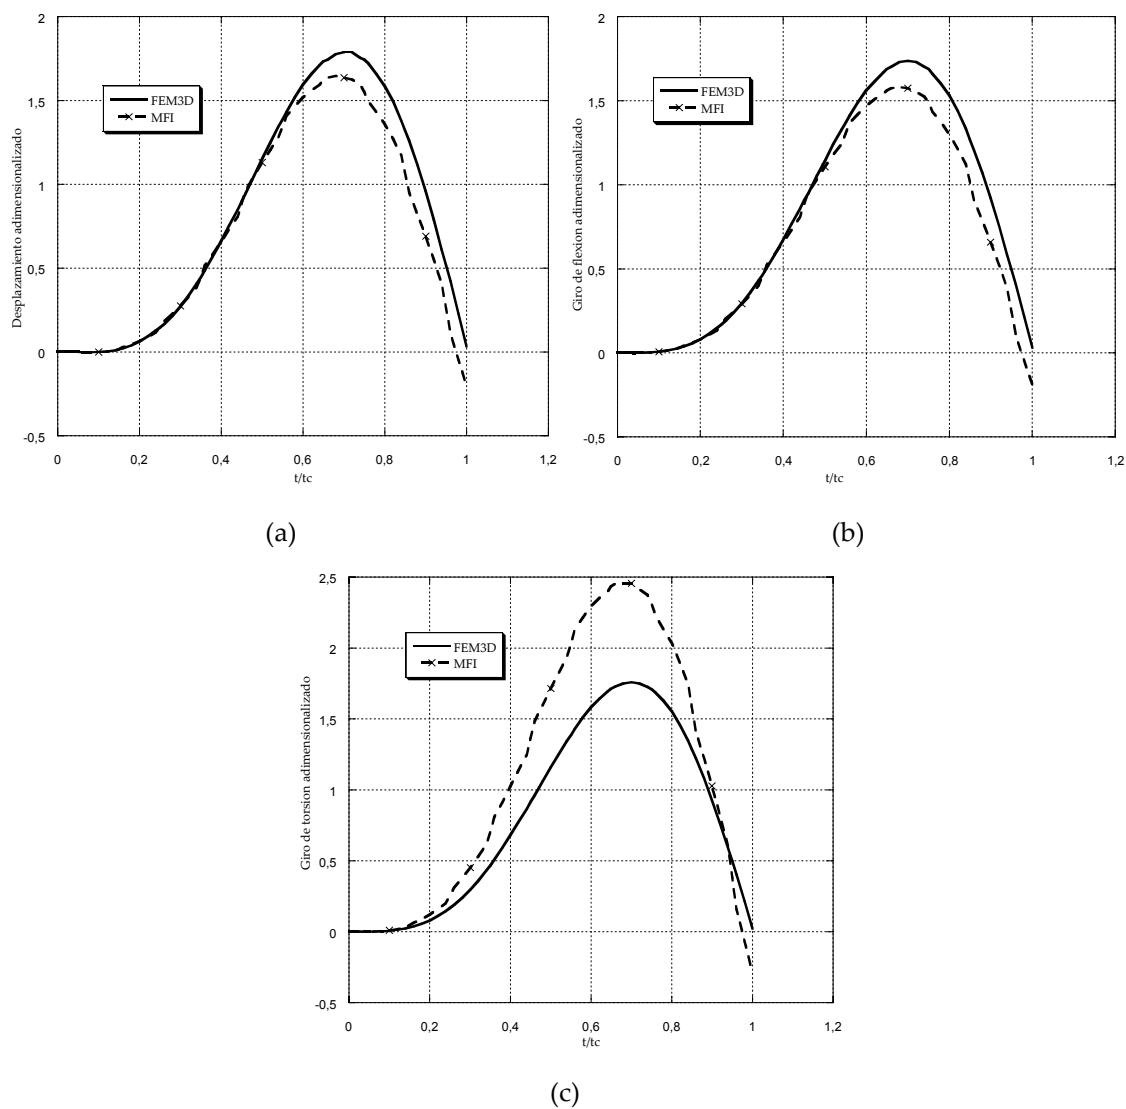 2
1,5
1
0,5
0
-0,5
Desplazamiento adimensionalizado
FEM3D
MFI
0 0,2 0,4 0,6 0,8 1 1,2
t/tc
(a)
2
1,5
1
0,5
0
-0,5
Giro de flexion adimensionalizado
FEM3D
MFI
0 0,2 0,4 0,6 0,8 1 1,2
t/tc
(b)
2,5
2
1,5
1
0,5
0
-0,5
Giro de torsion adimensionalizado
FEM3D
MFI
0 0,2 0,4 0,6 0,8 1 1,2
t/tc
(c)